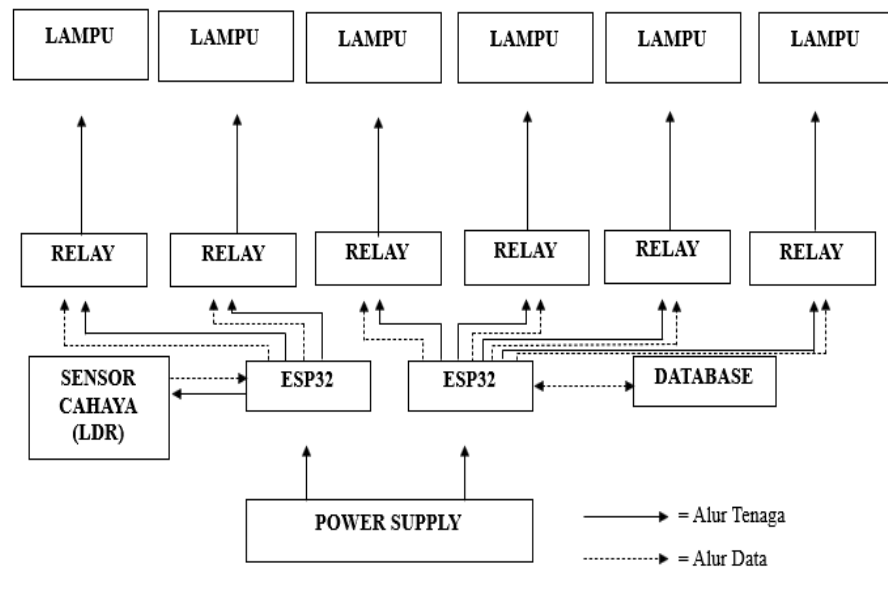 LAMPU
LAMPU
LAMPU
LAMPU
LAMPU
LAMPU
RELAY
RELAY
RELAY
RELAY
RELAY
RELAY
SENSOR
CAHAYA
(LDR)
ESP32
ESP32
DATABASE
POWER SUPPLY
= Alur Tenaga
= Alur Data